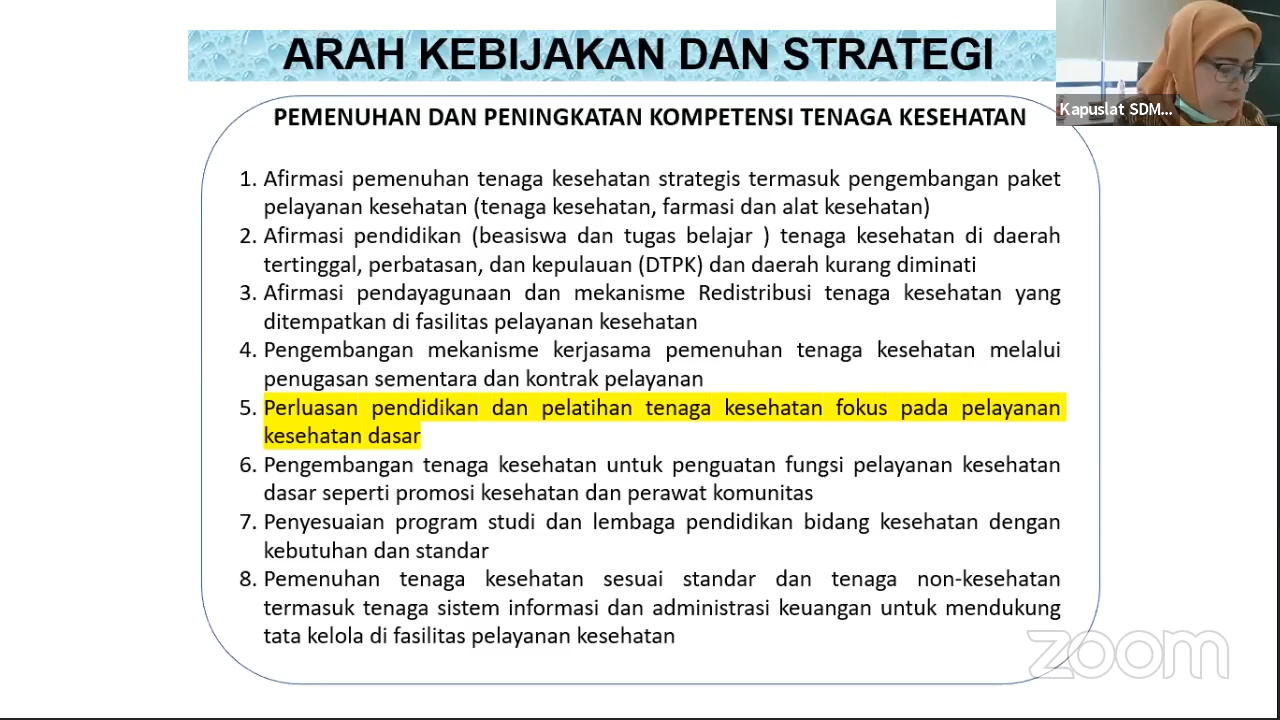 ARAH KEBIJAKAN DAN STRATEGI
Kapuslat SDM...
PEMENUHAN DAN PENINGKATAN KOMPETENSI TENAGA KESEHATAN
1. Afirmasi pemenuhan tenaga kesehatan strategis termasuk pengembangan paket
pelayanan kesehatan (tenaga kesehatan, farmasi dan alat kesehatan)
2. Afirmasi pendidikan (beasiswa dan tugas belajar ) tenaga kesehatan di daerah
tertinggal, perbatasan, dan kepulauan (DTPK) dan daerah kurang diminati
3. Afirmasi pendayagunaan dan mekanisme Redistribusi tenaga kesehatan yang
ditempatkan di fasilitas pelayanan kesehatan
4. Pengembangan mekanisme kerjasama pemenuhan tenaga kesehatan melalui
penugasan sementara dan kontrak pelayanan
5. Perluasan pendidikan dan pelatihan tenaga kesehatan fokus pada pelayanan
kesehatan dasar
6. Pengembangan tenaga kesehatan untuk penguatan fungsi pelayanan kesehatan
dasar seperti promosi kesehatan dan perawat komunitas
7. Penyesuaian program studi dan lembaga pendidikan bidang kesehatan dengan
kebutuhan dan standar
8. Pemenuhan tenaga kesehatan sesuai standar dan tenaga non-kesehatan
termasuk tenaga sistem informasi dan administrasi keuangan untuk mendukung
tata kelola di fasilitas pelayanan kesehatan
zoom